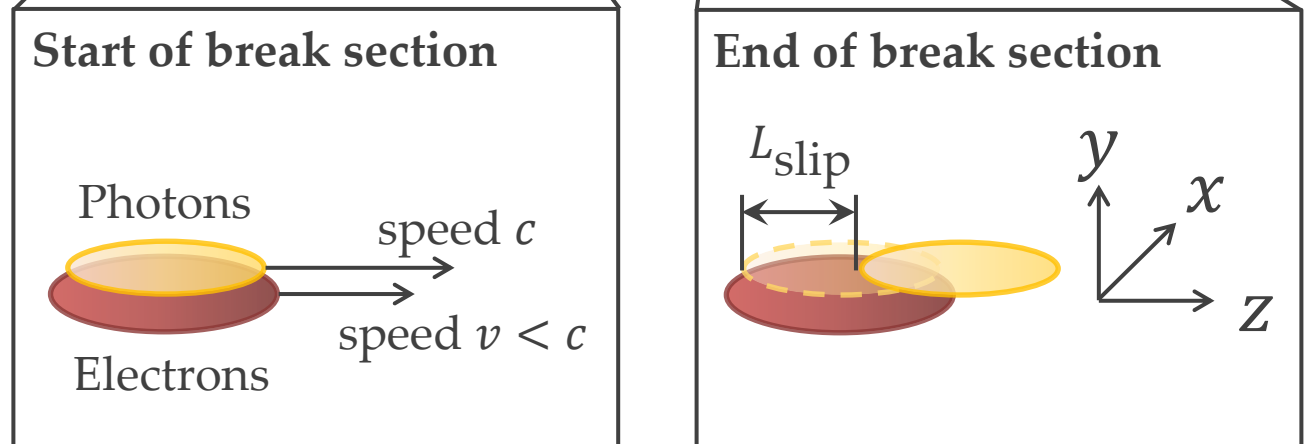 Start of break section
Photons
speed c
speed v < c
Electrons
End of break section
L_slip
y
x
z